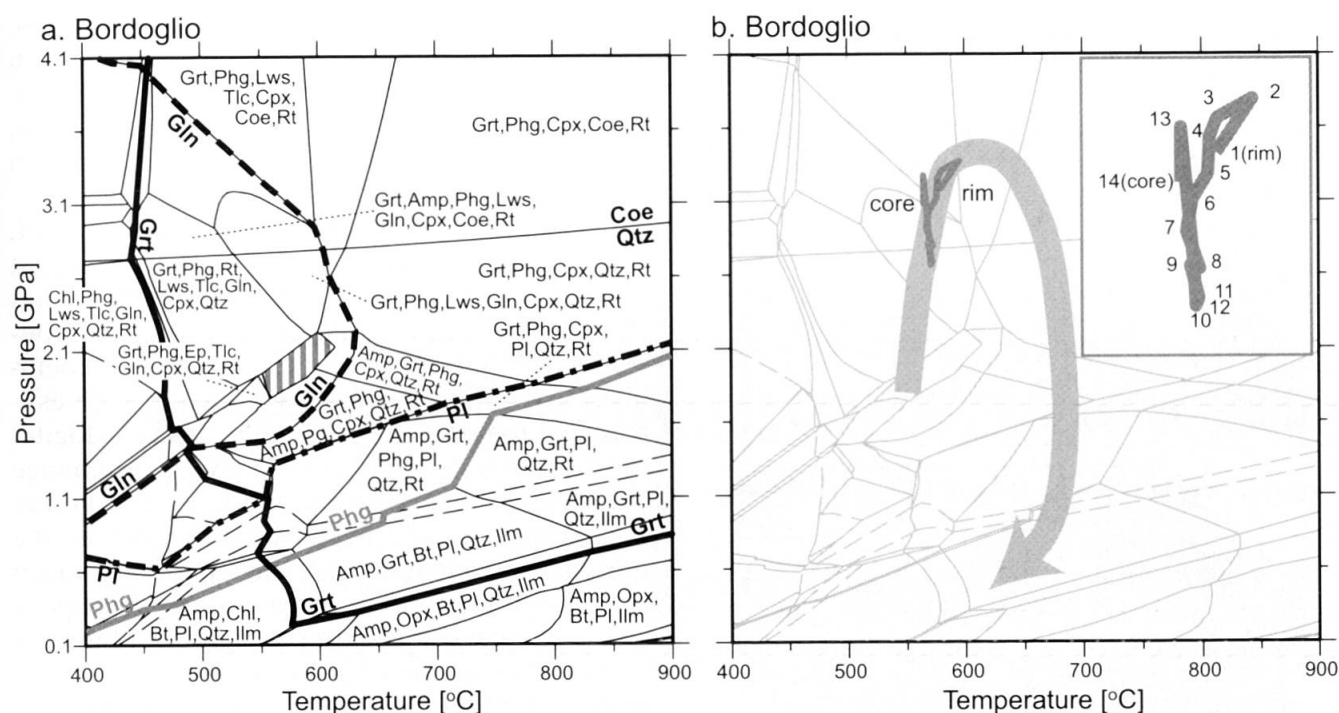 a. Bordoglio
400
500
600
700
800
900
4.1
3.1
2.1
1.1
0.1
Pressure [GPa]
Temperature [°C]
Grt,Phg,Lws,
Tlc,Cpx,
Coe,Rt
Gln
Grt,Phg,Cpx,Coe,Rt
Grt,Amp,Phg,Lws,
Gln,Cpx,Coe,Rt
Coe
Qtz
Grt
Grt,Phg,Rt,
Lws,Tlc,Gln,
Cpx,Qtz
Grt,Phg,Cpx,Qtz,Rt
Chl,Phg,
Lws,Tlc,Gln,
Cpx,Qtz,Rt
Grt,Phg,Lws,Gln,Cpx,Qtz,Rt
Grt,Phg,Cpx,
Pl,Qtz,Rt
Grt,Phg,Ep,Tlc,
Gln,Cpx,Qtz,Rt
Amp,Grt,Phg,
Cpx,Qtz,Rt
Gln
Grt,Phg,
Amp,Pg,Cpx,Qtz,Rt
Pl
Amp,Grt,
Phg,Pl,
Qtz,Rt
Amp,Grt,Pl,
Qtz,Rt
Gln
Phg
Amp,Grt,Pl,
Qtz,Ilm
Grt
Pl
Amp,Grt,Bt,Pl,Qtz,Ilm
Phg
Grt
Amp,Chl,
Bt,Pl,Qtz,Ilm
Amp,Opx,Bt,Pl,Qtz,Ilm
Amp,Opx,
Bt,Pl,Ilm
b. Bordoglio
400
500
600
700
800
900
core
rim
2
3
13
4
1(rim)
14(core)
5
6
7
9
8
11
12
10
400
500
600
700
800
900
Temperature [°C]